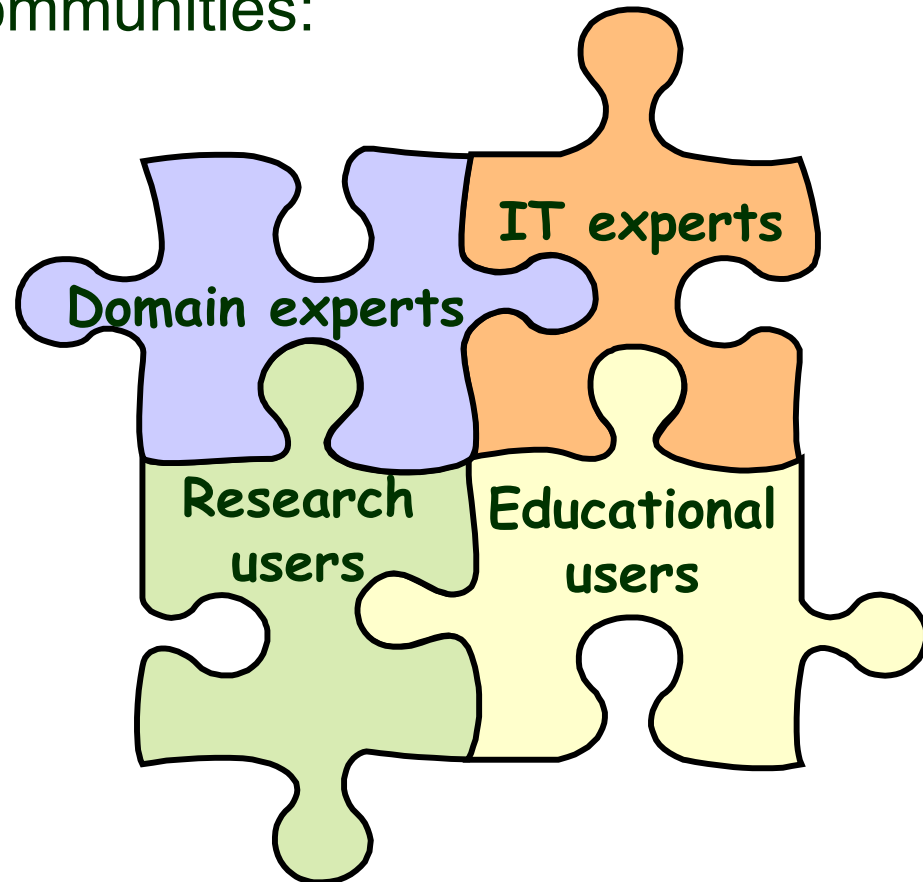 ommunities:
IT experts
Domain experts
Research
users
Educational
users